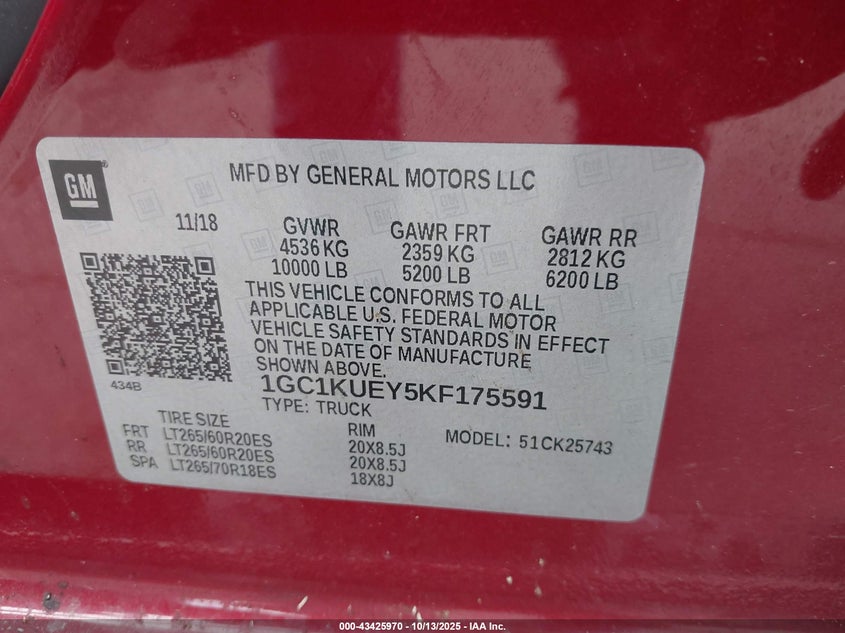 GM
MFD BY GENERAL MOTORS LLC
11/18
GVWR GAWR FRT GAWR RR
4536 KG 2359 KG 2812 KG
10000 LB 5200 LB 6200 LB
THIS VEHICLE CONFORMS TO ALL
APPLICABLE U.S. FEDERAL MOTOR
VEHICLE SAFETY STANDARDS IN EFFECT
ON THE DATE OF MANUFACTURE
SHOWN ABOVE.
434B
1GC1KUEY5KF175591
TYPE: TRUCK
TIRE SIZE RIM MODEL: 51CK25743
FRT LT265/60R20ES 20X8.5J
RR LT265/60R20ES 20X8.5J
SPA LT265/70R18ES 18X8J
000-43425970 - 10/13/2025 - IAA Inc.